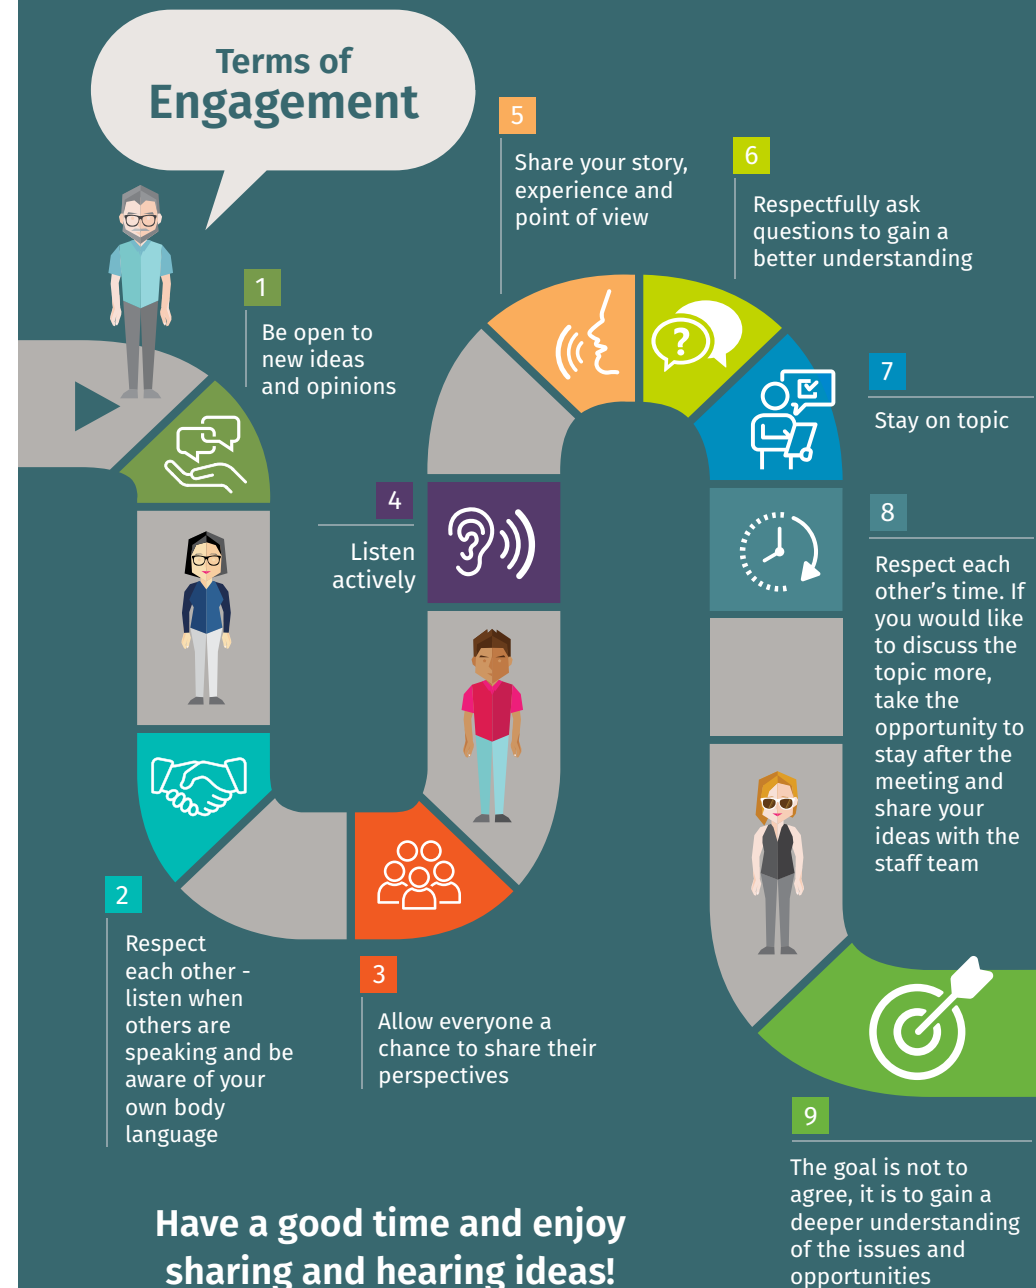 Terms of
Engagement
1
Be open to
new ideas
and opinions
2
Respect
each other -
listen when
others are
speaking and be
aware of your
own body
language
3
Allow everyone a
chance to share their
perspectives
4
Listen
actively
5
Share your story,
experience and
point of view
6
Respectfully ask
questions to gain a
better understanding
?
7
Stay on topic
8
Respect each
other’s time. If
you would like
to discuss the
topic more,
take the
opportunity to
stay after the
meeting and
share your
ideas with the
staff team
9
The goal is not to
agree, it is to gain a
deeper understanding
of the issues and
opportunities
Have a good time and enjoy
sharing and hearing ideas!